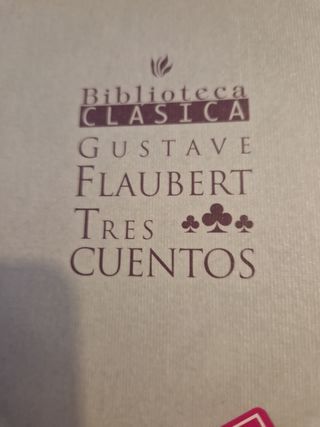 Biblioteca
CLÁSICA
GUSTAVE
FLAUBERT
TRES
CUENTOS